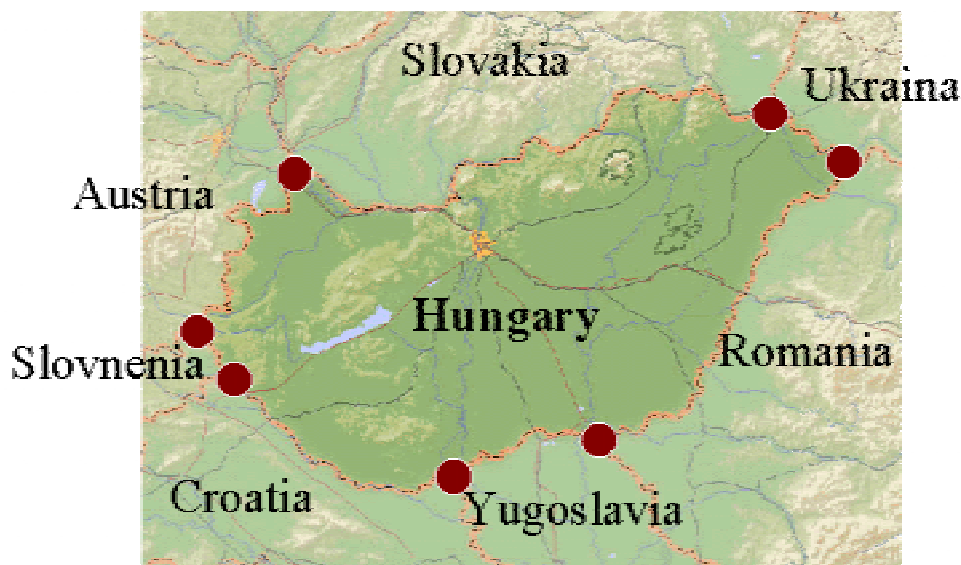 Slovakia
Ukraina
Austria
Hungary
Slovnenia
Romania
Croatia
Yugoslavia